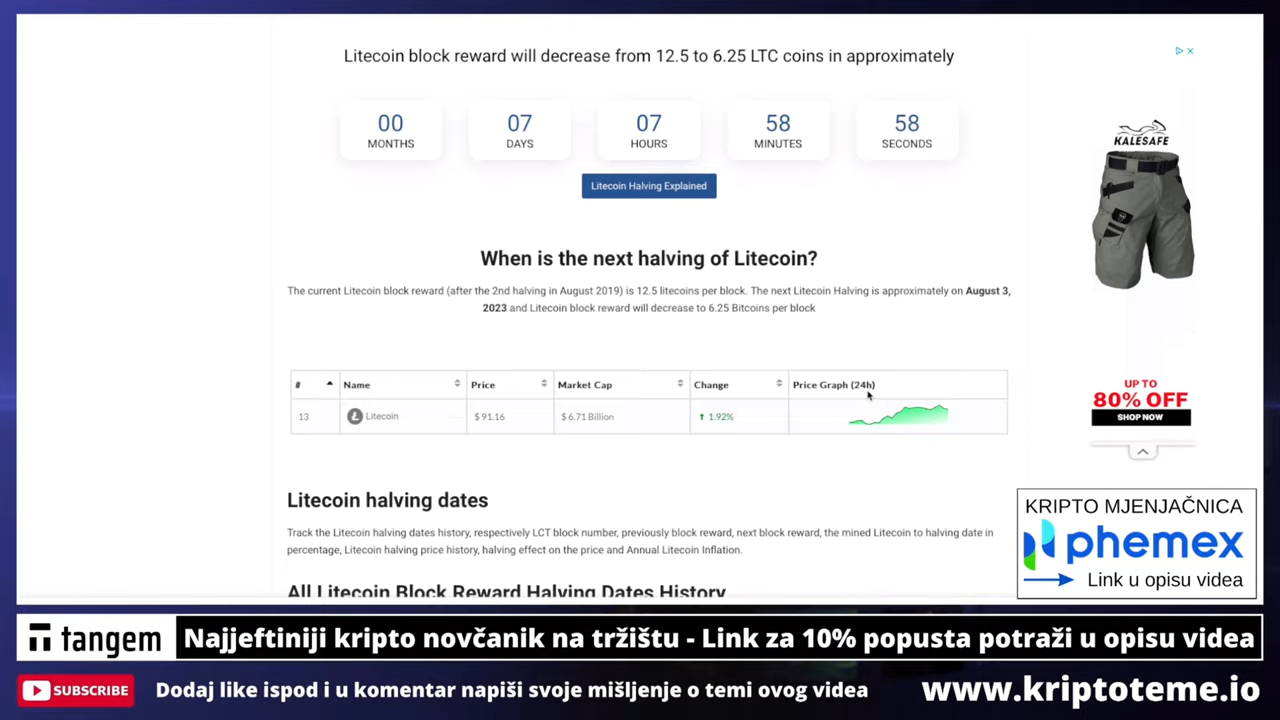 Litecoin block reward will decrease from 12.5 to 6.25 LTC coins in approximately
00 07 07 58 58
MONTHS DAYS HOURS MINUTES SECONDS
Litecoin Halving Explained
KALESAFE
When is the next halving of Litecoin?
The current Litecoin block reward (after the 2nd halving in August 2019) is 12.5 litecoins per block. The next Litecoin Halving is approximately on August 3,
2023 and Litecoin block reward will decrease to 6.25 Bitcoins per block
# Name Price Market Cap Change Price Graph (24h)
13 Litecoin $ 91.16 $ 6.71 Billion 1.92%
UP TO
80% OFF
SHOP NOW
Litecoin halving dates
Track the Litecoin halving dates history, respectively LCT block number, previously block reward, next block reward, the mined Litecoin to halving date in
percentage, Litecoin halving price history, halving effect on the price and Annual Litecoin Inflation.
All Litecoin Block Reward Halving Dates History
KRIPTO MJENJAČNICA
phemex
Link u opisu videa
tangem Najjeftiniji kripto novčanik na tržištu - Link za 10% popusta potraži u opisu videa
SUBSCRIBE Dodaj like ispod i u komentar napiši svoje mišljenje o temi ovog videa www.kriptoteme.io